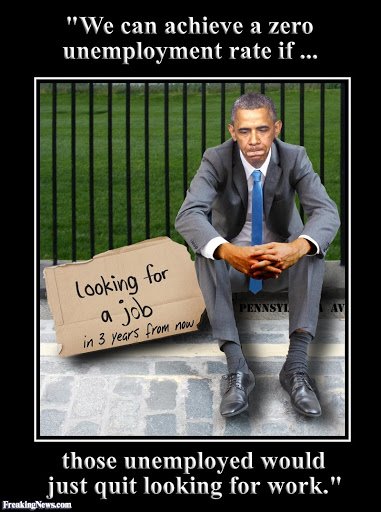 "We can achieve a zero
unemployment rate if ...
looking for
a job
in 3 years from now
PENNSYL A AV
those unemployed would
just quit looking for work."
FreakingNews.com